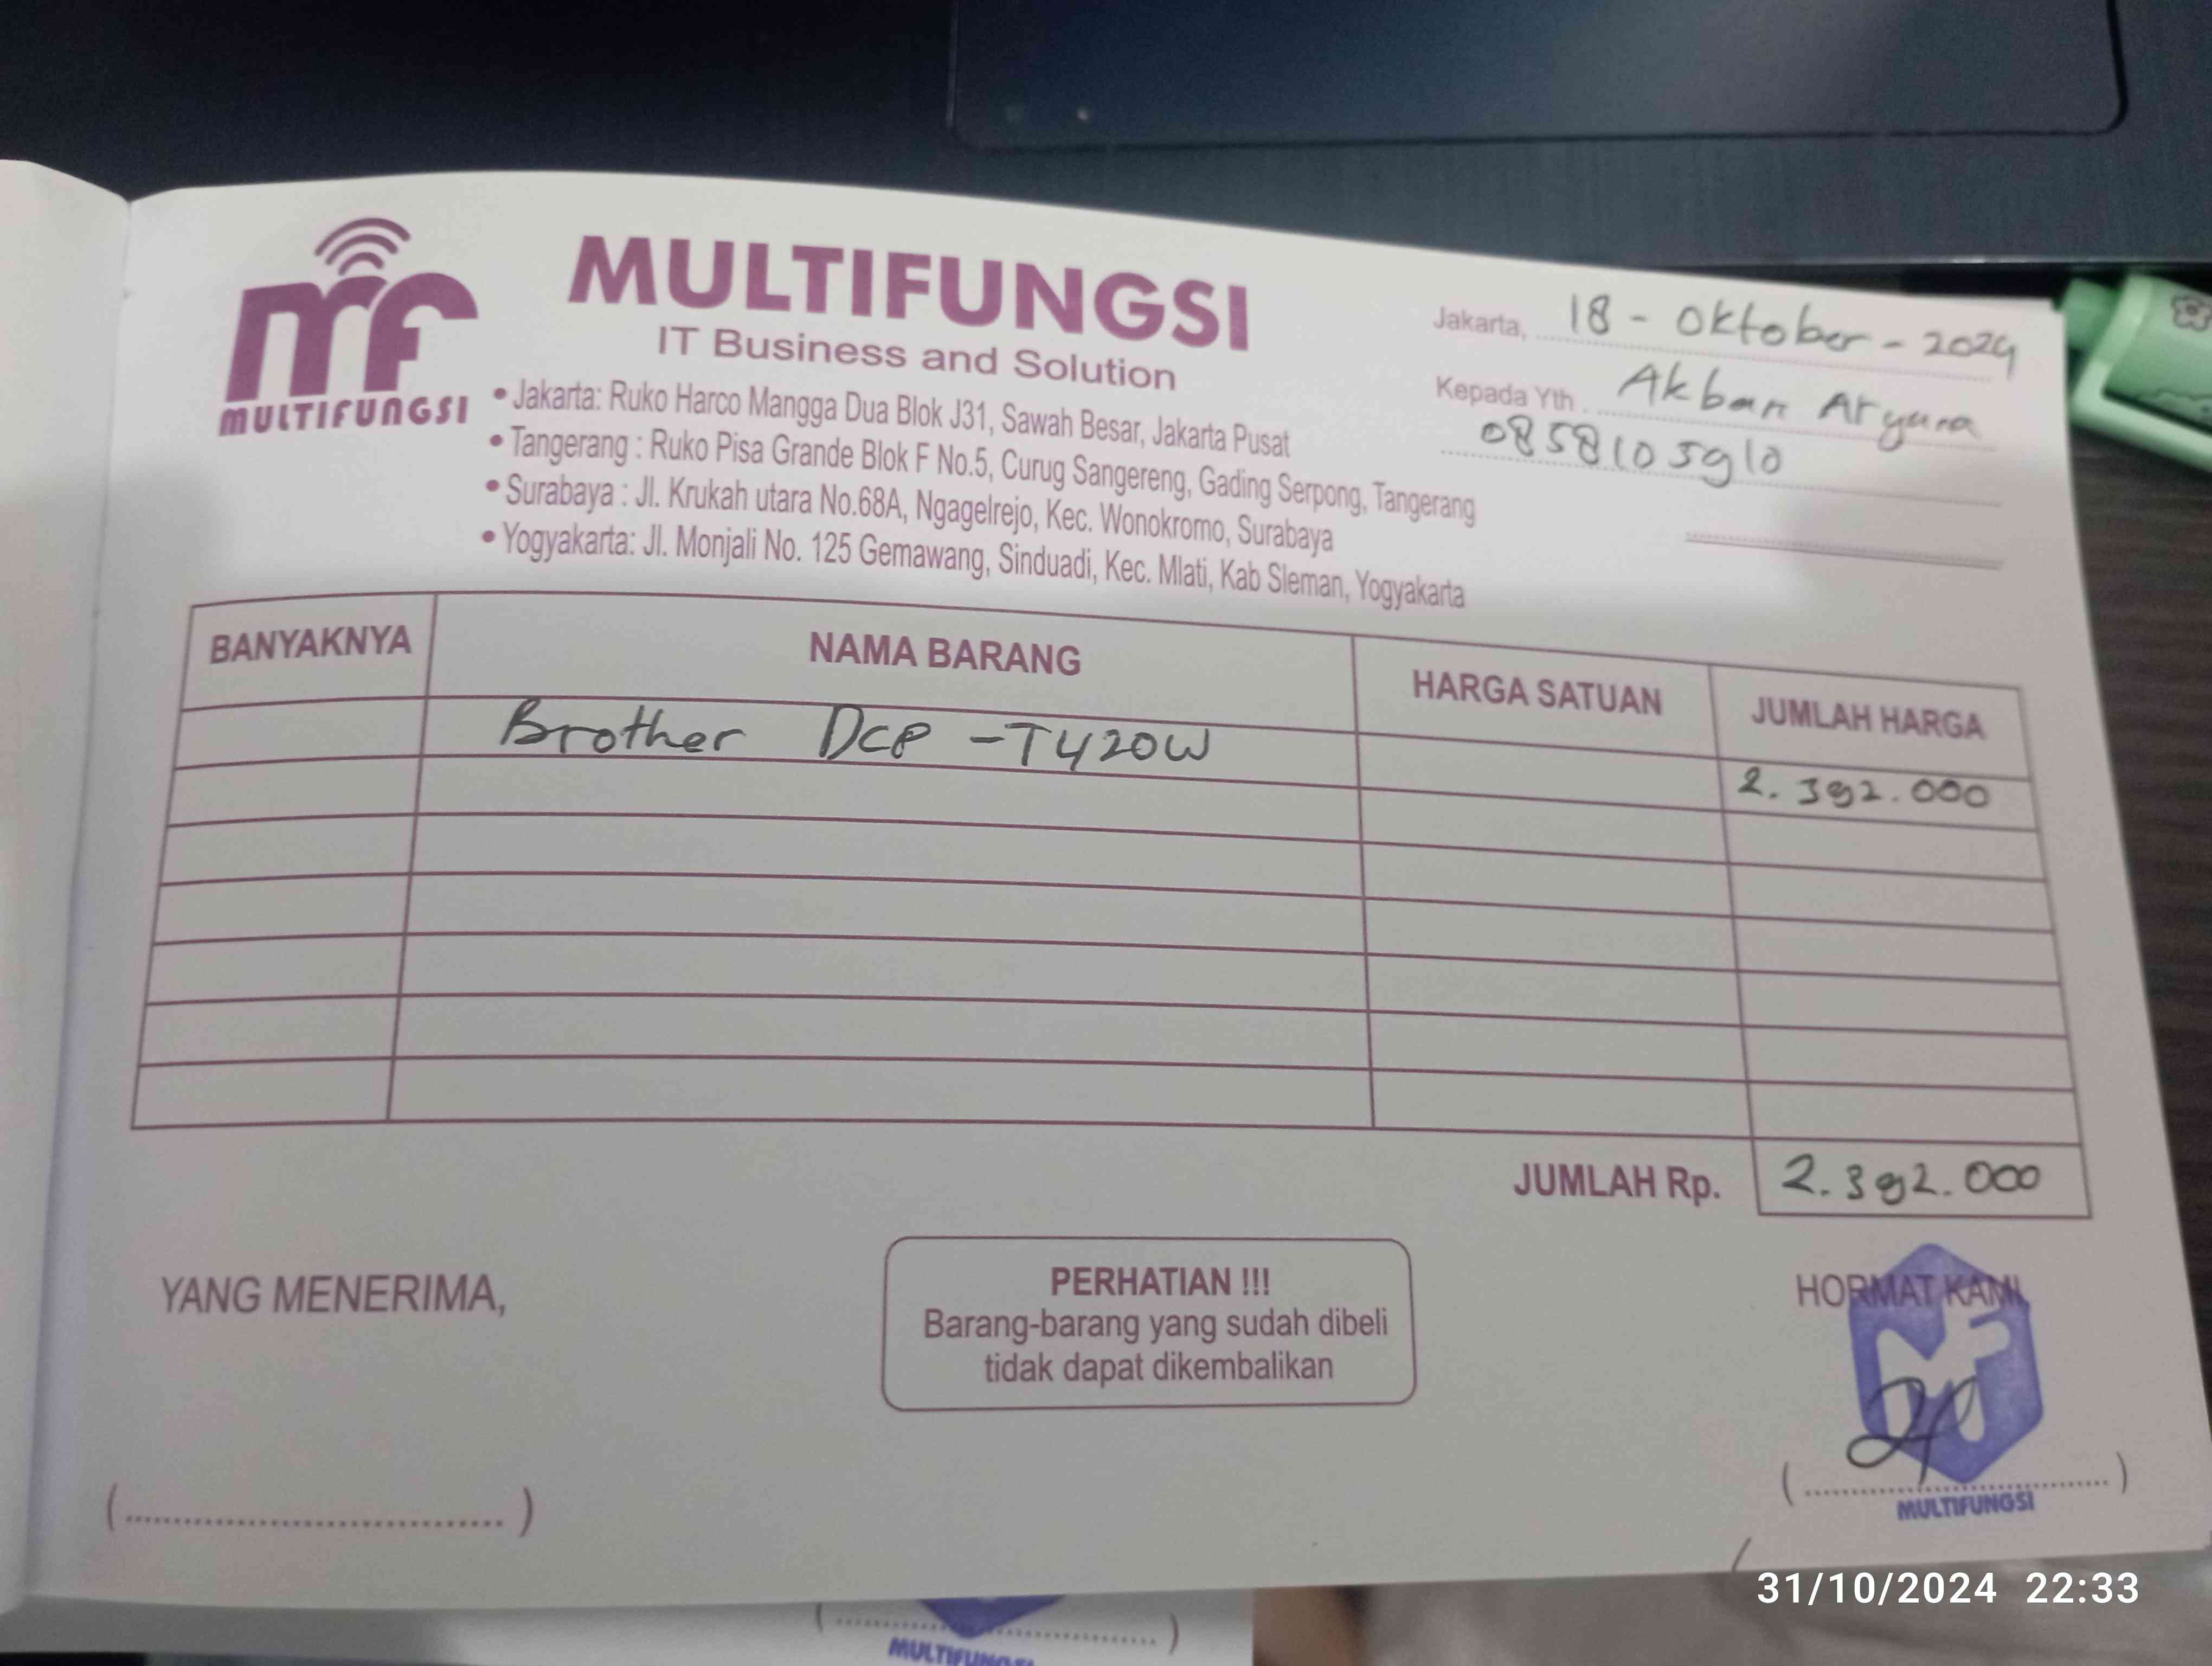 mf
MULTIFUNGSI
MULTIFUNGSI
IT Business and Solution
• Jakarta: Ruko Harco Mangga Dua Blok J31, Sawah Besar, Jakarta Pusat
• Tangerang : Ruko Pisa Grande Blok F No.5, Curug Sangereng, Gading Serpong, Tangerang
• Surabaya : Jl. Krukah utara No.68A, Ngagelrejo, Kec. Wonokromo, Surabaya
• Yogyakarta: Jl. Monjali No. 125 Gemawang, Sinduadi, Kec. Mlati, Kab Sleman, Yogyakarta
Jakarta, 18 - Oktober - 2024
Kepada Yth. Akbar Aryura
0858105910
BANYAKNYA NAMA BARANG HARGA SATUAN JUMLAH HARGA
Brother DCP -T420W 2.392.000
JUMLAH Rp. 2.392.000
YANG MENERIMA,
PERHATIAN !!!
Barang-barang yang sudah dibeli
tidak dapat dikembalikan
HORMAT KAMI,
(..............................)
(..............................)
MULTIFUNGSI
31/10/2024 22:33
(..............................)
MULTIFUNGSI